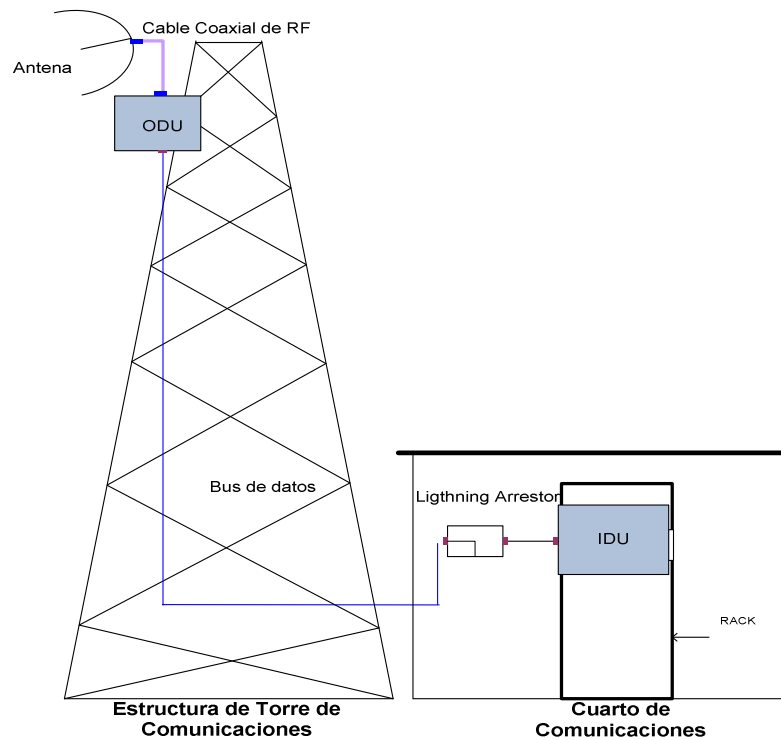 Cable Coaxial de RF
Antena
ODU
Bus de datos
Ligthning Arrestor
IDU
RACK
Estructura de Torre de
Comunicaciones
Cuarto de
Comunicaciones